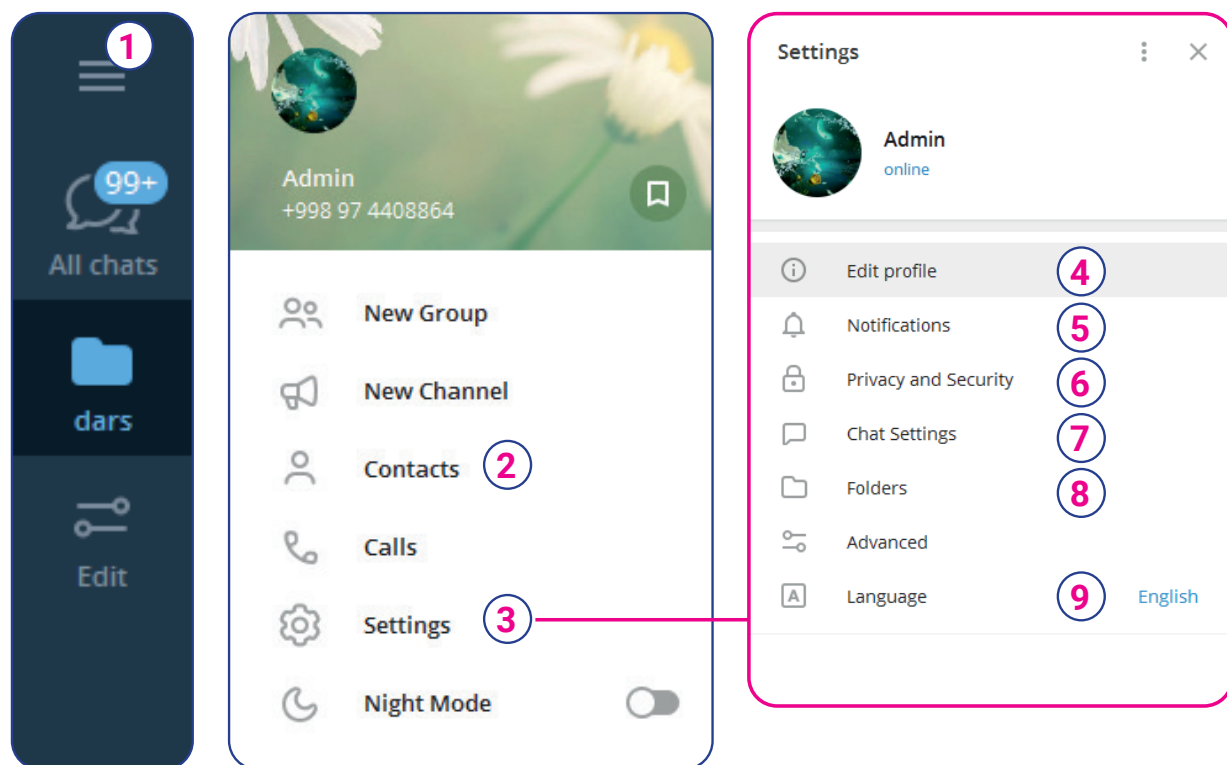 1
99+
All chats
dars
Edit
Admin
+998 97 4408864
New Group
New Channel
Contacts 2
Calls
Settings 3
Night Mode
Settings
Admin
online
Edit profile 4
Notifications 5
Privacy and Security 6
Chat Settings 7
Folders 8
Advanced
A Language 9 English